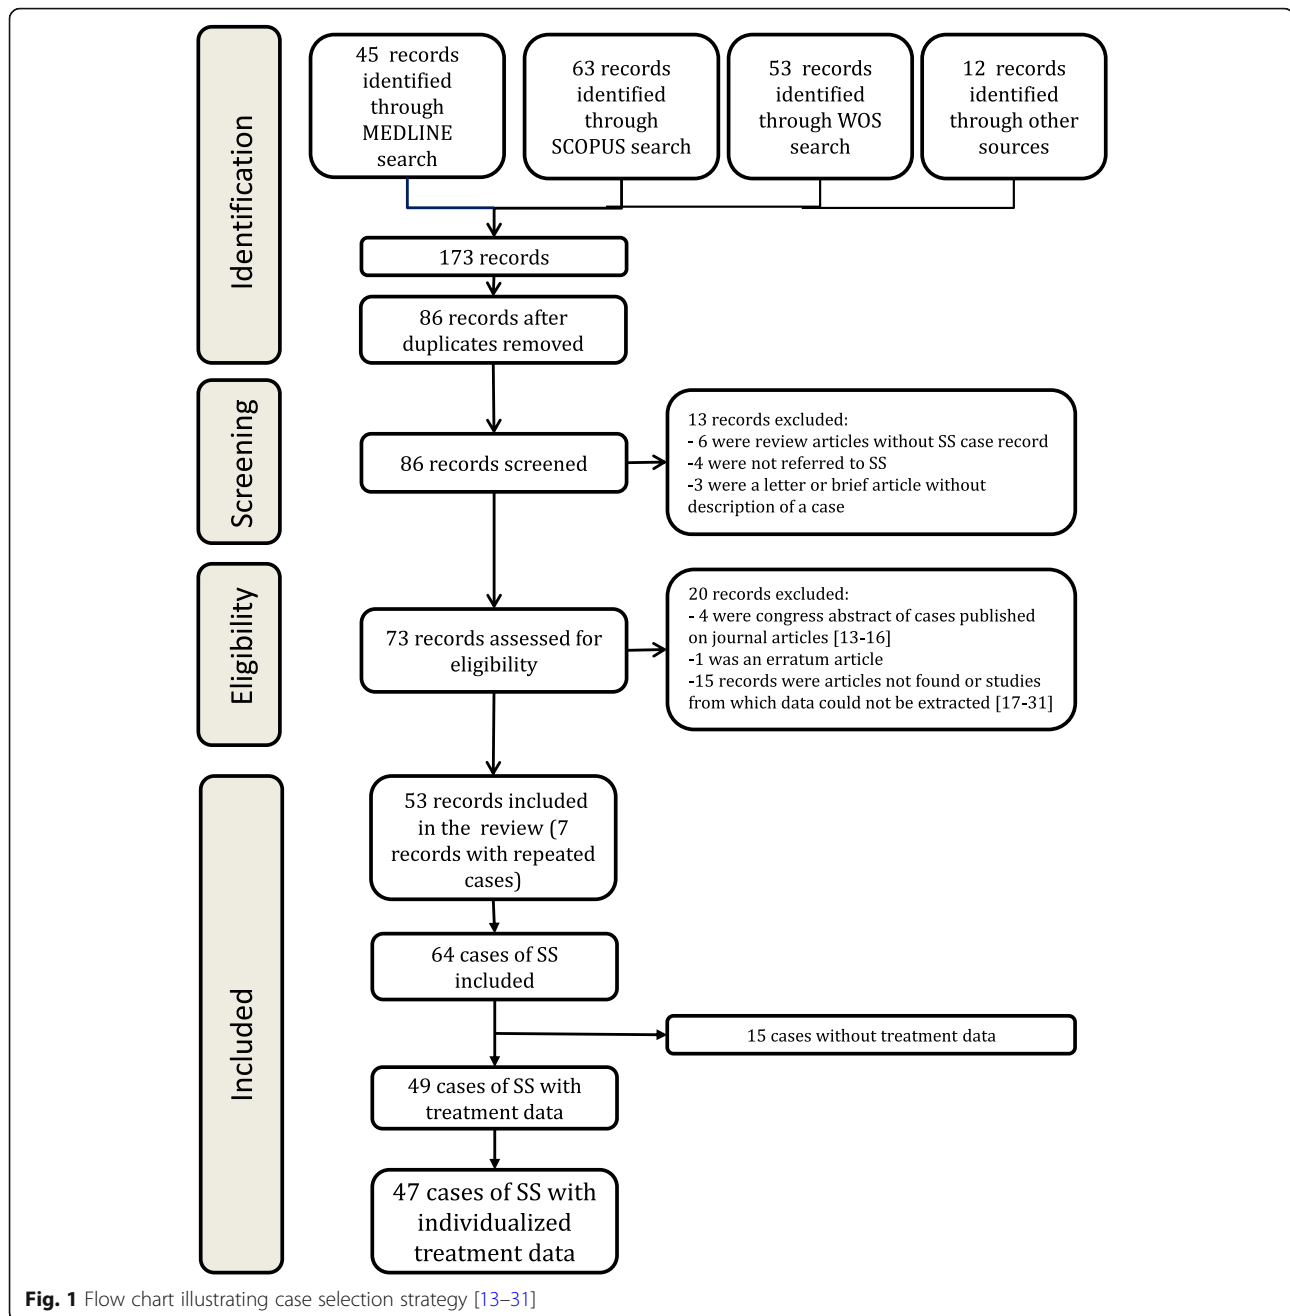 Identification
45 records
identified
through
MEDLINE
search
63 records
identified
through
SCOPUS search
53 records
identified
through WOS
search
12 records
identified
through other
sources
173 records
86 records after
duplicates removed
Screening
86 records screened
13 records excluded:
- 6 were review articles without SS case record
-4 were not referred to SS
-3 were a letter or brief article without
description of a case
Eligibility
73 records assessed for
eligibility
20 records excluded:
- 4 were congress abstract of cases published
on journal articles [13-16]
-1 was an erratum article
-15 records were articles not found or studies
from which data could not be extracted [17-31]
Included
53 records included
in the review (7
records with repeated
cases)
64 cases of SS
included
15 cases without treatment data
49 cases of SS with
treatment data
47 cases of SS with
individualized
treatment data
Fig. 1 Flow chart illustrating case selection strategy [13–31]